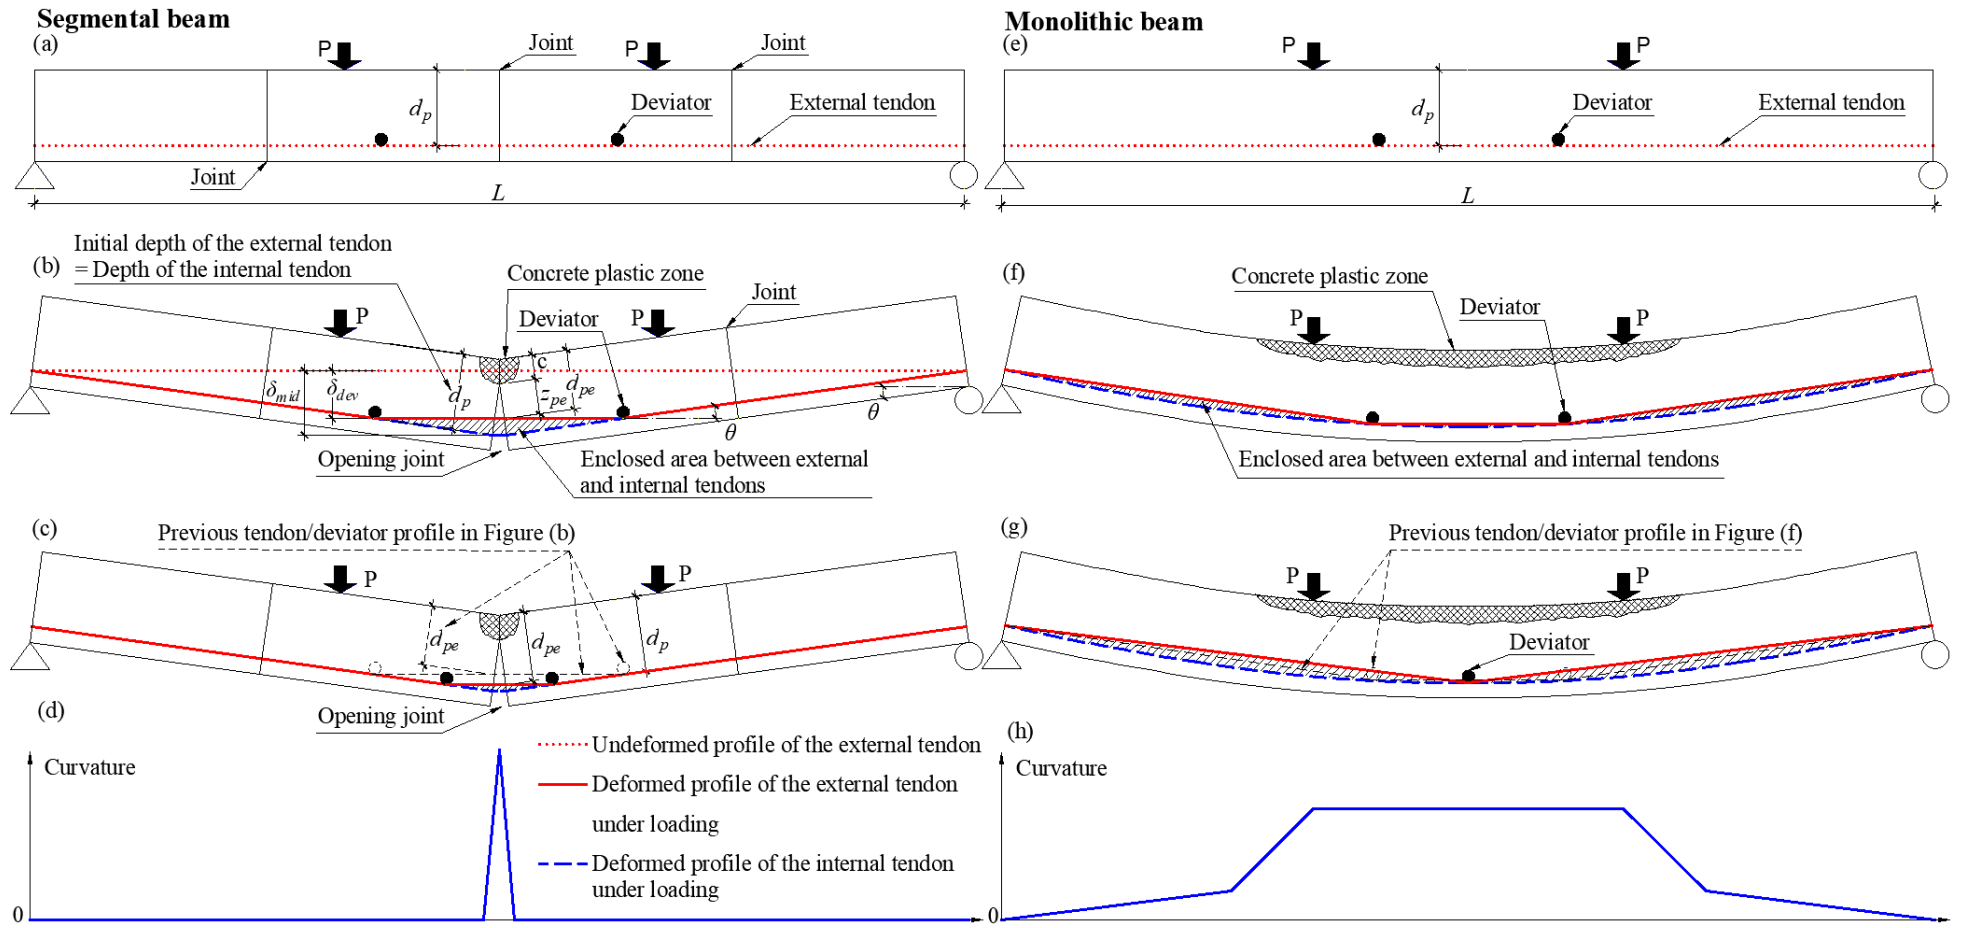 Segmental beam
(a)
P
Joint
P
Joint
d_p
Deviator
External tendon
Joint
L
Monolithic beam
(e)
P
P
d_p
Deviator
External tendon
L
(b)
Initial depth of the external tendon
= Depth of the internal tendon
Concrete plastic zone
Joint
P
Deviator
P
c
δ_mid
δ_dev
d_p
z_pe
d_pe
θ
θ
Opening joint
Enclosed area between external
and internal tendons
(f)
Concrete plastic zone
Deviator
P
P
Enclosed area between external and internal tendons
(c)
Previous tendon/deviator profile in Figure (b)
P
P
d_pe
d_pe
d_p
Opening joint
(g)
Previous tendon/deviator profile in Figure (f)
P
P
Deviator
(d)
Curvature
0
Undeformed profile of the external tendon
Deformed profile of the external tendon
under loading
Deformed profile of the internal tendon
under loading
(h)
Curvature
0